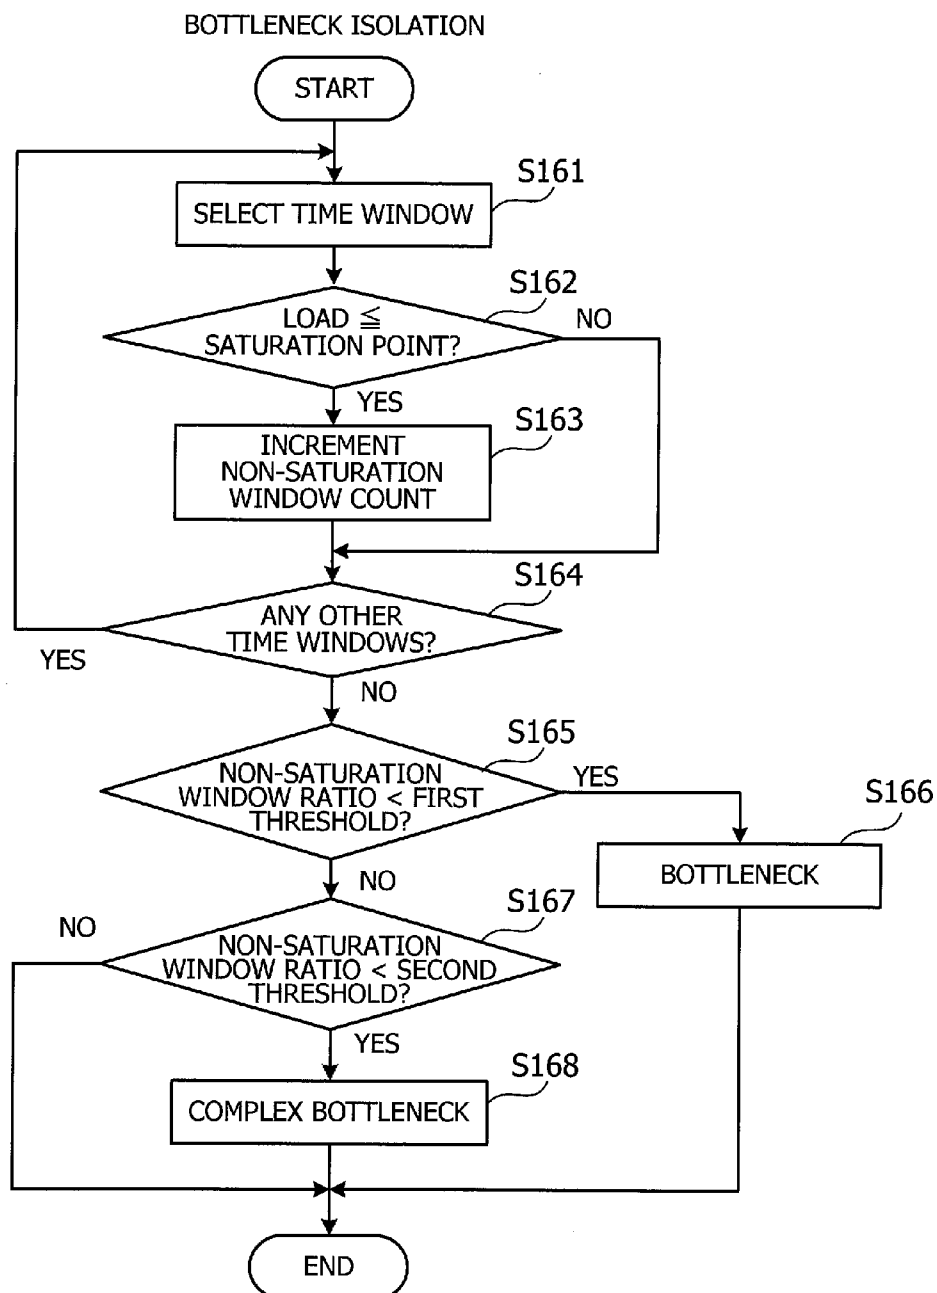 BOTTLENECK ISOLATION
START
S161
SELECT TIME WINDOW
S162
LOAD ≦
SATURATION POINT?
NO
YES
S163
INCREMENT
NON-SATURATION
WINDOW COUNT
S164
ANY OTHER
TIME WINDOWS?
YES
NO
S165
NON-SATURATION
WINDOW RATIO < FIRST
THRESHOLD?
YES
S166
BOTTLENECK
NO
S167
NO
NON-SATURATION
WINDOW RATIO < SECOND
THRESHOLD?
YES
S168
COMPLEX BOTTLENECK
END